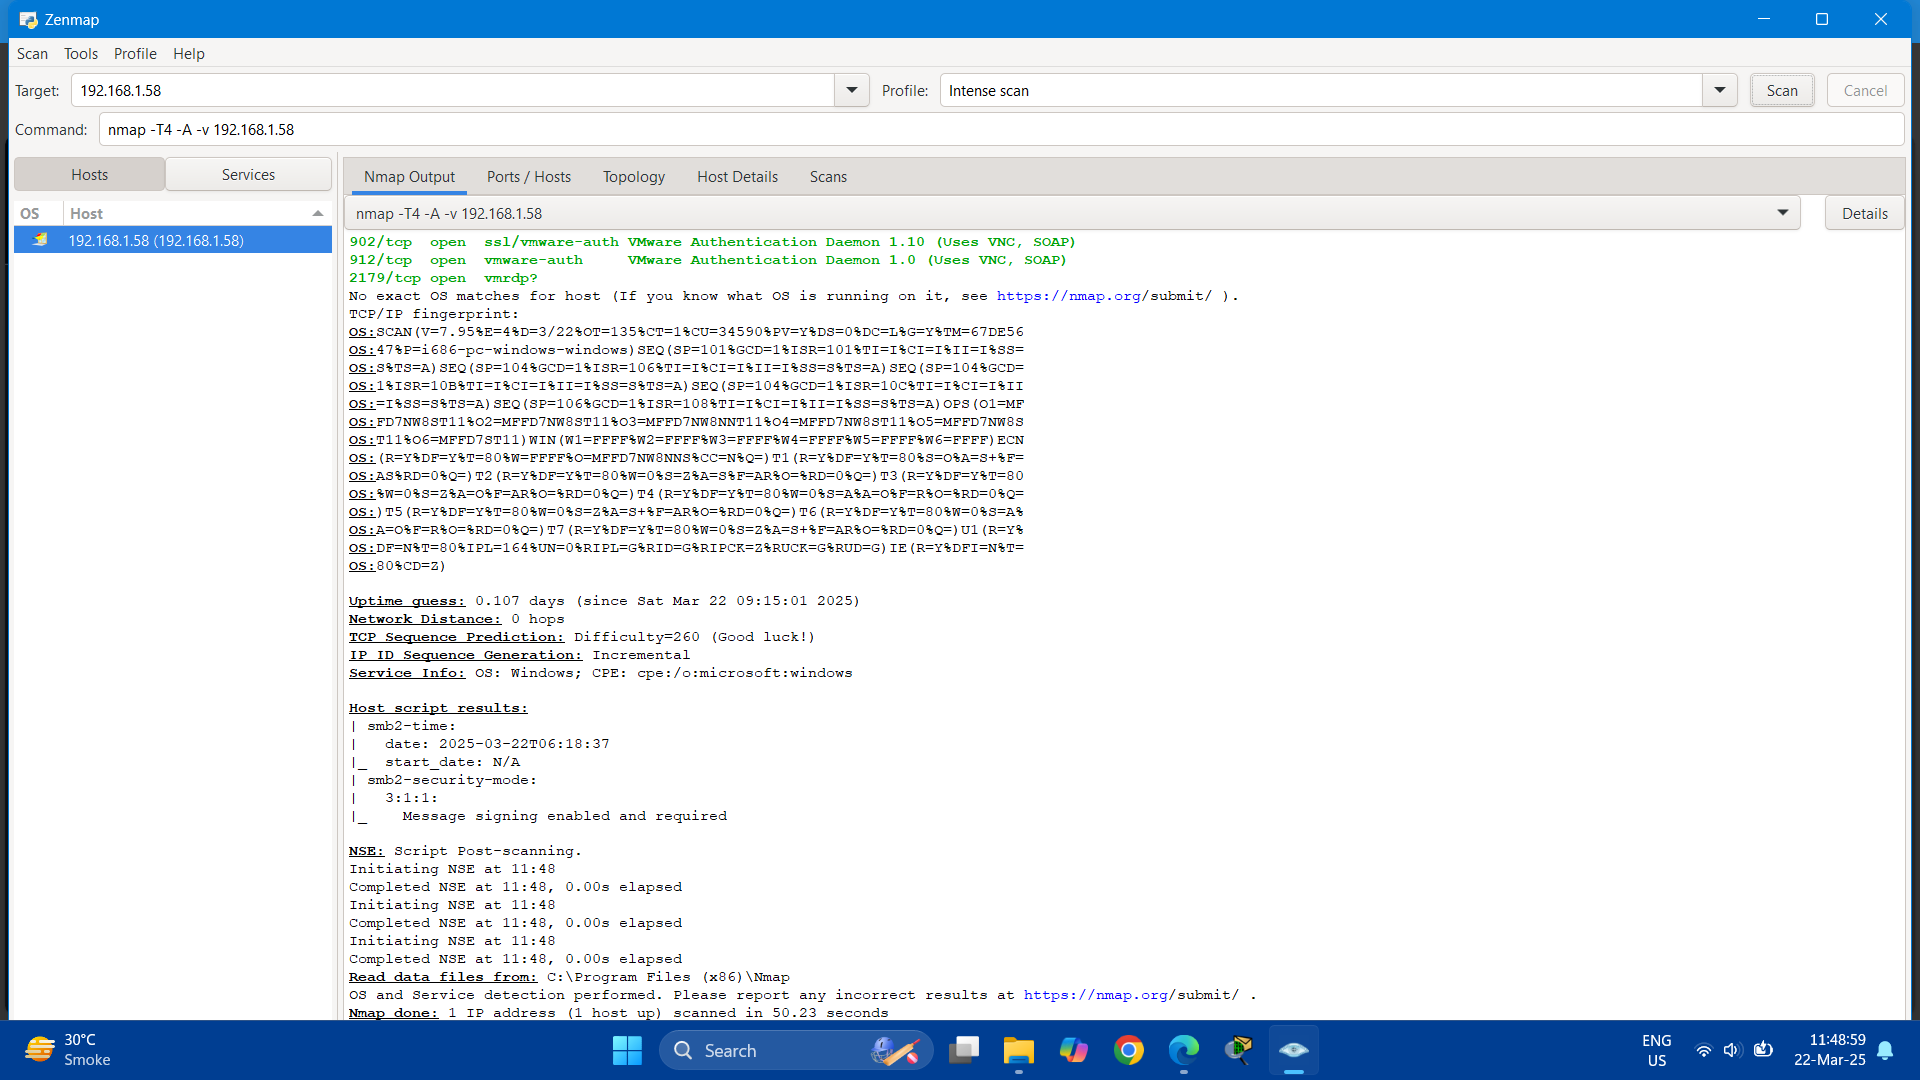 Zenmap
Scan Tools Profile Help
Target: 192.168.1.58 Profile: Intense scan Scan Cancel
Command: nmap -T4 -A -v 192.168.1.58
Hosts Services
OS Host
192.168.1.58 (192.168.1.58)
Nmap Output Ports / Hosts Topology Host Details Scans
nmap -T4 -A -v 192.168.1.58 Details
902/tcp  open  ssl/vmware-auth VMware Authentication Daemon 1.10 (Uses VNC, SOAP)
912/tcp  open  vmware-auth     VMware Authentication Daemon 1.0 (Uses VNC, SOAP)
2179/tcp open  vmrdp?
No exact OS matches for host (If you know what OS is running on it, see https://nmap.org/submit/ ).
TCP/IP fingerprint:
OS:SCAN(V=7.95%E=4%D=3/22%OT=135%CT=1%CU=34590%PV=Y%DS=0%DC=L%G=Y%TM=67DE56
OS:47%P=i686-pc-windows-windows)SEQ(SP=101%GCD=1%ISR=101%TI=I%CI=I%II=I%SS=
OS:S%TS=A)SEQ(SP=104%GCD=1%ISR=106%TI=I%CI=I%II=I%SS=S%TS=A)SEQ(SP=104%GCD=
OS:1%ISR=10B%TI=I%CI=I%II=I%SS=S%TS=A)SEQ(SP=104%GCD=1%ISR=10C%TI=I%CI=I%II
OS:=I%SS=S%TS=A)SEQ(SP=106%GCD=1%ISR=108%TI=I%CI=I%II=I%SS=S%TS=A)OPS(O1=MF
OS:FD7NW8ST11%O2=MFFD7NW8ST11%O3=MFFD7NW8NNT11%O4=MFFD7NW8ST11%O5=MFFD7NW8S
OS:T11%O6=MFFD7ST11)WIN(W1=FFFF%W2=FFFF%W3=FFFF%W4=FFFF%W5=FFFF%W6=FFFF)ECN
OS:(R=Y%DF=Y%T=80%W=FFFF%O=MFFD7NW8NNS%CC=N%Q=)T1(R=Y%DF=Y%T=80%S=O%A=S+%F=
OS:AS%RD=0%Q=)T2(R=Y%DF=Y%T=80%W=0%S=Z%A=S%F=AR%O=%RD=0%Q=)T3(R=Y%DF=Y%T=80
OS:%W=0%S=Z%A=O%F=AR%O=%RD=0%Q=)T4(R=Y%DF=Y%T=80%W=0%S=A%A=O%F=R%O=%RD=0%Q=
OS:)T5(R=Y%DF=Y%T=80%W=0%S=Z%A=S+%F=AR%O=%RD=0%Q=)T6(R=Y%DF=Y%T=80%W=0%S=A%
OS:A=O%F=R%O=%RD=0%Q=)T7(R=Y%DF=Y%T=80%W=0%S=Z%A=S+%F=AR%O=%RD=0%Q=)U1(R=Y%
OS:DF=N%T=80%IPL=164%UN=0%RIPL=G%RID=G%RIPCK=Z%RUCK=G%RUD=G)IE(R=Y%DFI=N%T=
OS:80%CD=Z)
Uptime guess: 0.107 days (since Sat Mar 22 09:15:01 2025)
Network Distance: 0 hops
TCP Sequence Prediction: Difficulty=260 (Good luck!)
IP ID Sequence Generation: Incremental
Service Info: OS: Windows; CPE: cpe:/o:microsoft:windows
Host script results:
| smb2-time:
|   date: 2025-03-22T06:18:37
|_  start_date: N/A
| smb2-security-mode:
|   3:1:1:
|_    Message signing enabled and required
NSE: Script Post-scanning.
Initiating NSE at 11:48
Completed NSE at 11:48, 0.00s elapsed
Initiating NSE at 11:48
Completed NSE at 11:48, 0.00s elapsed
Initiating NSE at 11:48
Completed NSE at 11:48, 0.00s elapsed
Read data files from: C:\Program Files (x86)\Nmap
OS and Service detection performed. Please report any incorrect results at https://nmap.org/submit/ .
Nmap done: 1 IP address (1 host up) scanned in 50.23 seconds
30°C
Smoke
Search
ENG
US
11:48:59
22-Mar-25